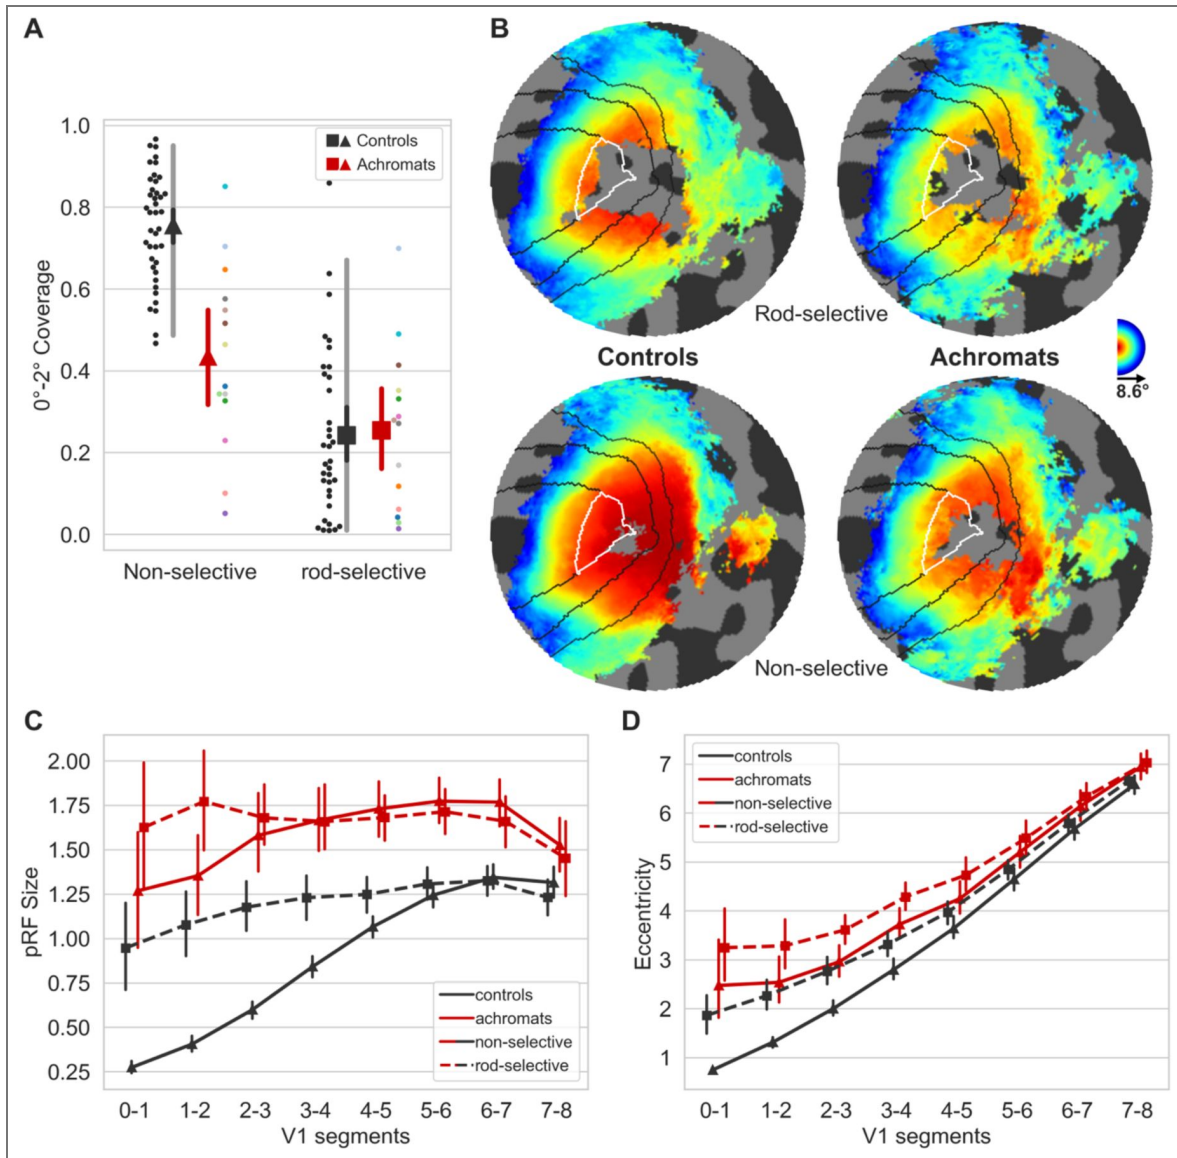 A
1.0
0.8
0.6
0.4
0.2
0.0
0°-2° Coverage
Controls
Achromats
Non-selective
rod-selective
B
Rod-selective
Controls
Achromats
8.6°
Non-selective
C
2.00
1.75
1.50
1.25
1.00
0.75
0.50
0.25
pRF Size
controls
achromats
non-selective
rod-selective
0-1 1-2 2-3 3-4 4-5 5-6 6-7 7-8
V1 segments
D
controls
achromats
non-selective
rod-selective
7
6
5
4
3
2
1
Eccentricity
0-1 1-2 2-3 3-4 4-5 5-6 6-7 7-8
V1 segments